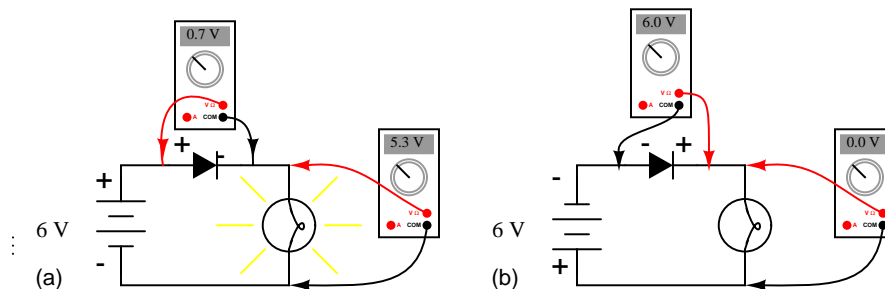 0.7 V
V Ω
A COM
+ -
5.3 V
V Ω
A COM
+
6 V
-
(a)
6.0 V
V Ω
A COM
- +
0.0 V
V Ω
A COM
-
6 V
+
(b)